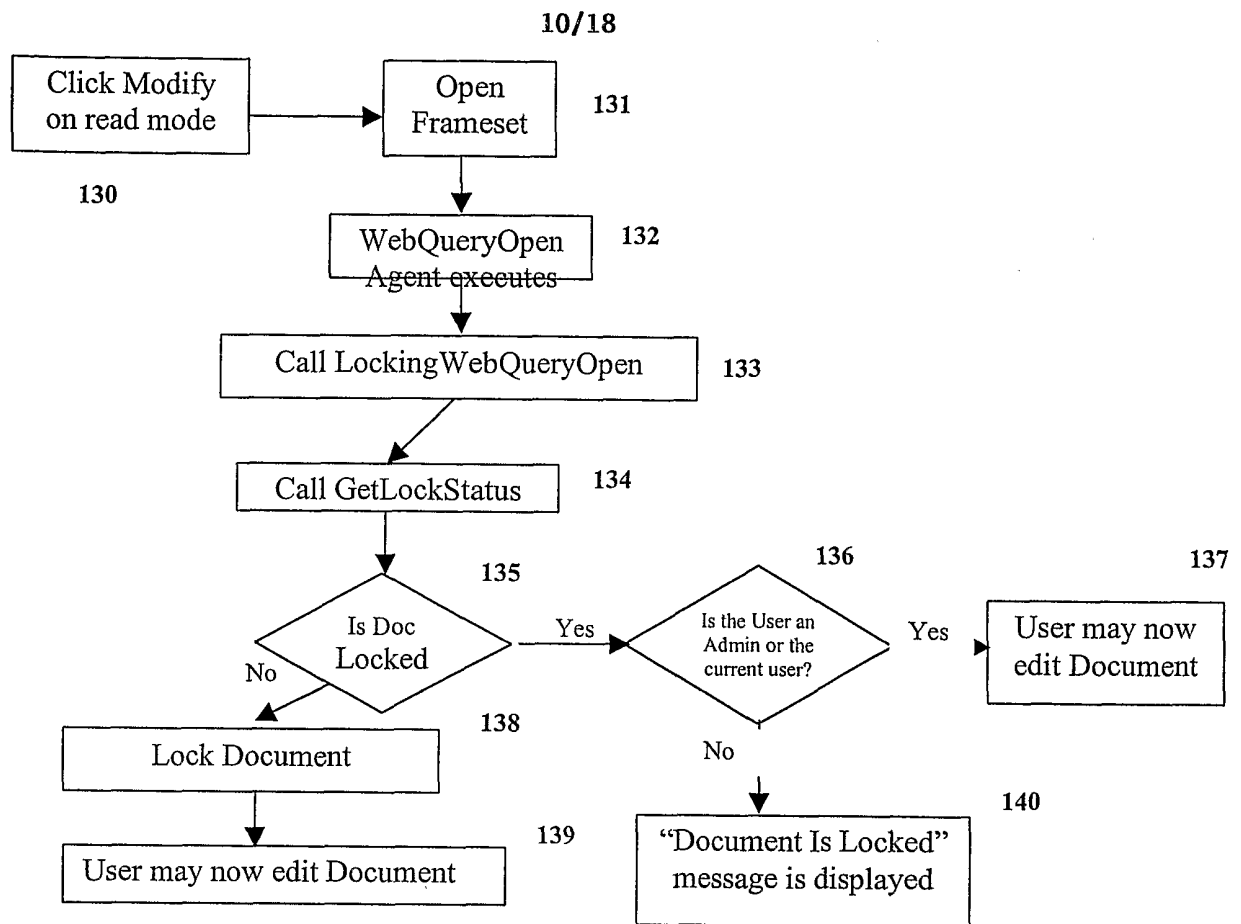 10/18
Click Modify
on read mode
130
Open
Frameset
131
WebQueryOpen
Agent executes
132
Call LockingWebQueryOpen
133
Call GetLockStatus
134
Is Doc
Locked
135
Yes
No
Is the User an
Admin or the
current user?
136
Yes
No
User may now
edit Document
137
Lock Document
138
User may now edit Document
139
“Document Is Locked”
message is displayed
140